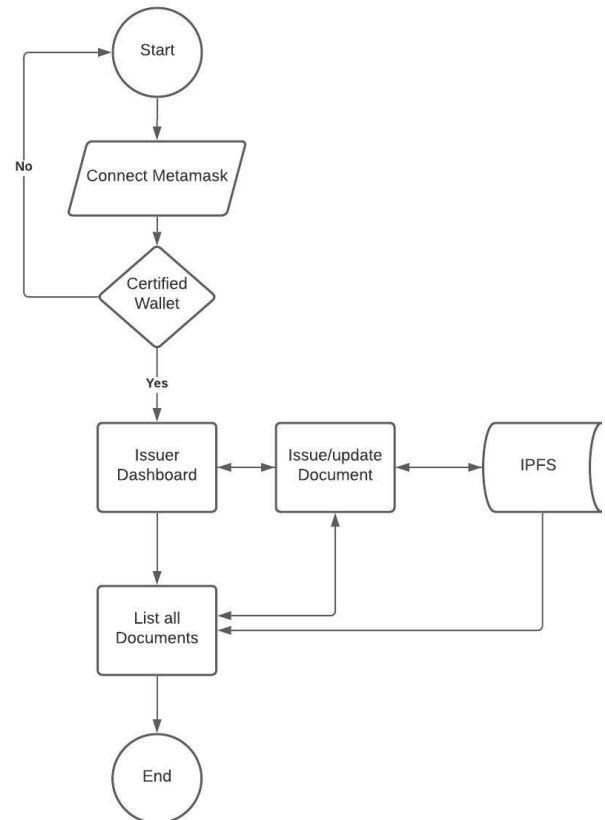 Start
No
Connect Metamask
Certified
Wallet
Yes
Issuer
Dashboard
Issue/update
Document
IPFS
List all
Documents
End